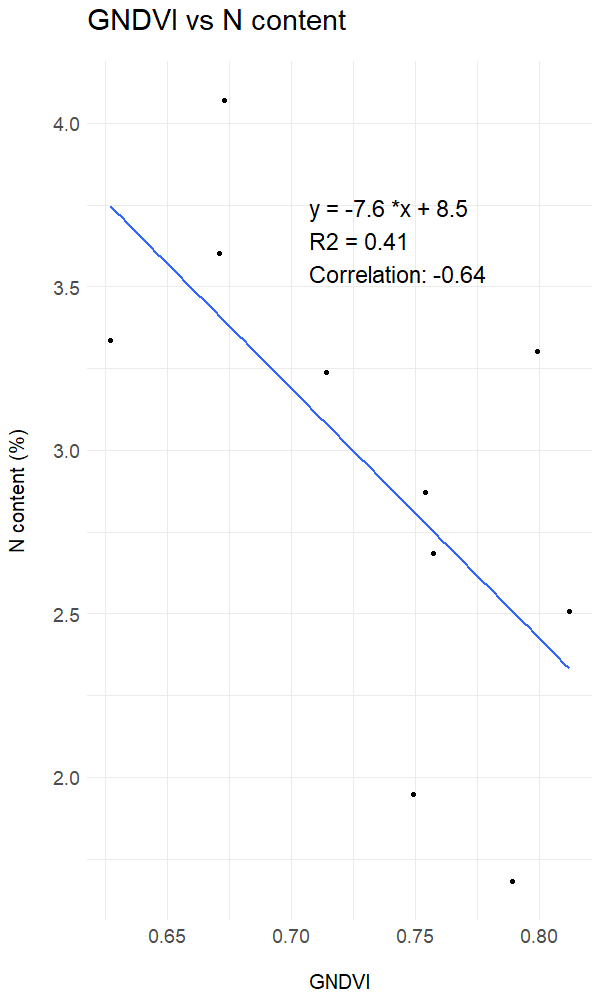 GNDVI vs N content
4.0
y = -7.6 *x + 8.5
R2 = 0.41
Correlation: -0.64
3.5
3.0
N content (%)
2.5
2.0
0.65 0.70 0.75 0.80
GNDVI